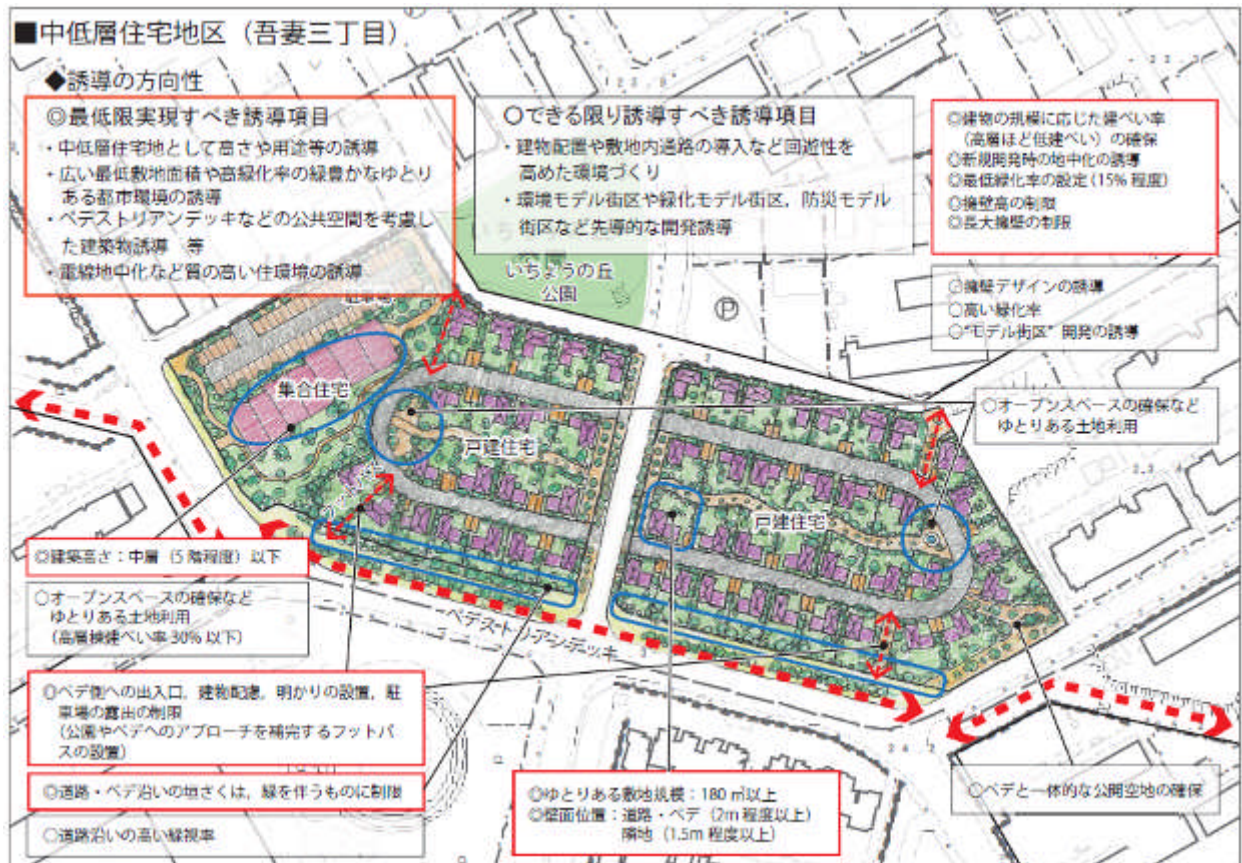 ■中低層住宅地区（吾妻三丁目）
◆誘導の方向性
◎最低限実現すべき誘導項目
・中低層住宅地として高さや用途等の誘導
・広い最低敷地面積や高緑化率の緑豊かなゆとり
ある都市環境の誘導
・ペデストリアンデッキなどの公共空間を考慮し
た建築物誘導　等
・電線地中化など質の高い住環境の誘導
○できる限り誘導すべき誘導項目
・建物配置や敷地内通路の導入など回遊性を
高めた環境づくり
・環境モデル街区や緑化モデル街区，防災モデル
街区など先導的な開発誘導
◎建物の規模に応じた建ぺい率
（高層ほど低建ぺい）の確保
◎新規開発時の地中化の誘導
◎最低緑化率の設定（15% 程度）
◎擁壁高の制限
◎長大擁壁の制限
○擁壁デザインの誘導
○高い緑化率
○“モデル街区” 開発の誘導
いちょうの丘
公園
Ⓟ
駐車場
集合住宅
戸建住宅
○オープンスペースの確保など
ゆとりある土地利用
フットパス
戸建住宅
◎建築高さ：中層（5 階程度）以下
○オープンスペースの確保など
ゆとりある土地利用
（高層棟建ぺい率 30% 以下）
ペデストリアンデッキ
◎ペデ側への出入口，建物配慮，明かりの設置，駐
車場の露出の制限
（公園やペデへのアプローチを補完するフットパ
スの設置）
◎道路・ペデ沿いの垣さくは，緑を伴うものに制限
○道路沿いの高い緑視率
◎ゆとりある敷地規模：180 ㎡以上
◎壁面位置：道路・ペデ（2m 程度以上）
隣地（1.5m 程度以上）
○ペデと一体的な公開空地の確保